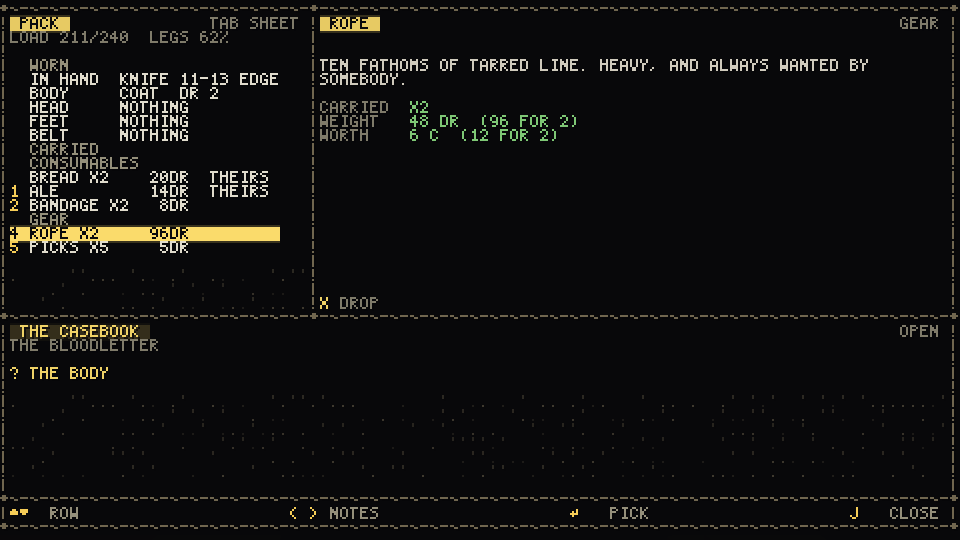 PACK TAB SHEET
LOAD 211/240 LEGS 62%
WORN
IN HAND KNIFE 11-13 EDGE
BODY COAT DR 2
HEAD NOTHING
FEET NOTHING
BELT NOTHING
CARRIED
CONSUMABLES
BREAD X2 20DR THEIRS
1 ALE 14DR THEIRS
2 BANDAGE X2 8DR
GEAR
4 ROPE X2 96DR
5 PICKS X5 5DR
ROPE GEAR
TEN FATHOMS OF TARRED LINE. HEAVY, AND ALWAYS WANTED BY
SOMEBODY.
CARRIED X2
WEIGHT 48 DR (96 FOR 2)
WORTH 6 C (12 FOR 2)
X DROP
THE CASEBOOK OPEN
THE BLOODLETTER
? THE BODY
ROW < > NOTES PICK J CLOSE